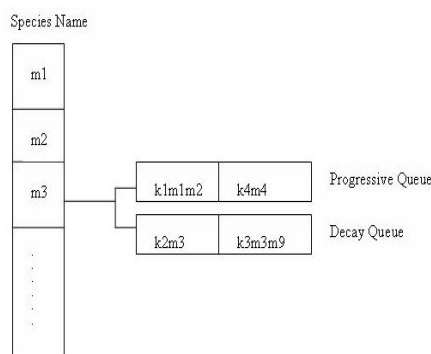 Species Name
m1
m2
m3
k1m1m2 k4m4 Progressive Queue
k2m3 k3m3m9 Decay Queue